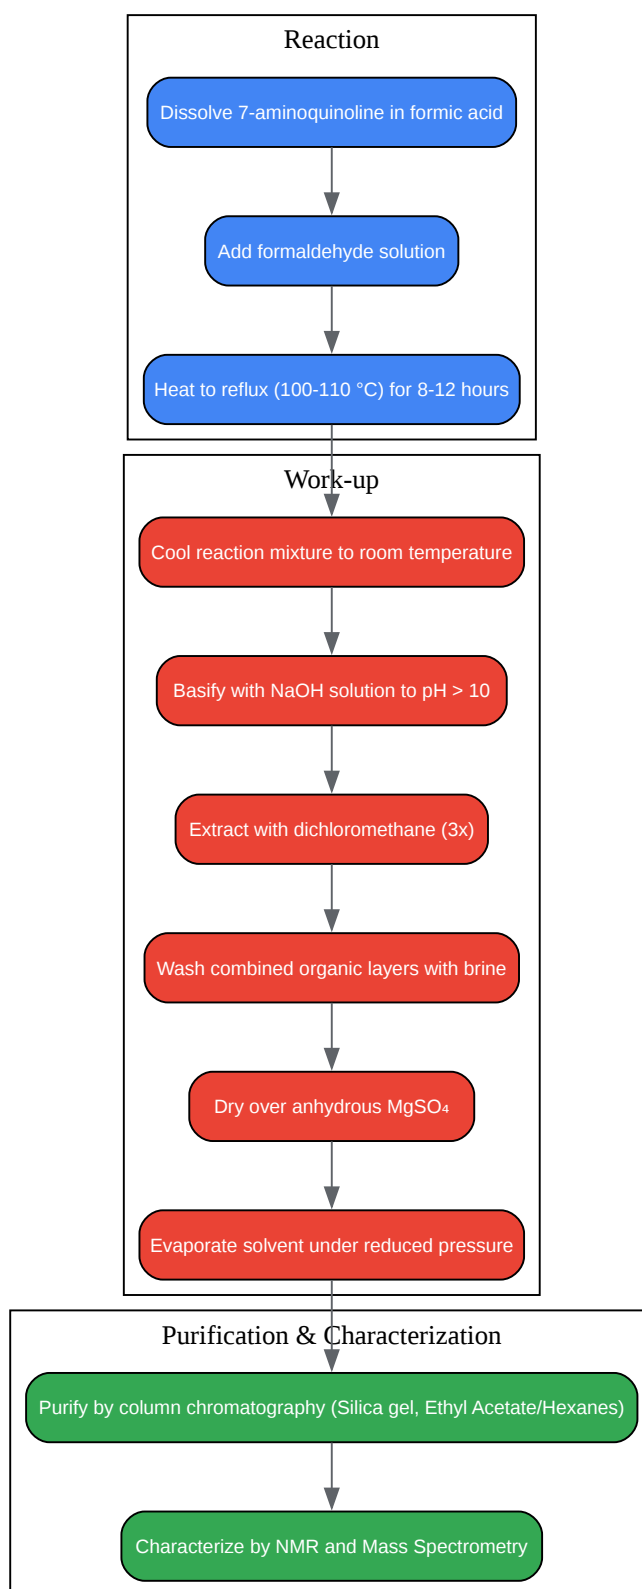 Reaction
Dissolve 7-aminoquinoline in formic acid
Add formaldehyde solution
Heat to reflux (100-110 °C) for 8-12 hours
Work-up
Cool reaction mixture to room temperature
Basify with NaOH solution to pH > 10
Extract with dichloromethane (3x)
Wash combined organic layers with brine
Dry over anhydrous MgSO₄
Evaporate solvent under reduced pressure
Purification & Characterization
Purify by column chromatography (Silica gel, Ethyl Acetate/Hexanes)
Characterize by NMR and Mass Spectrometry